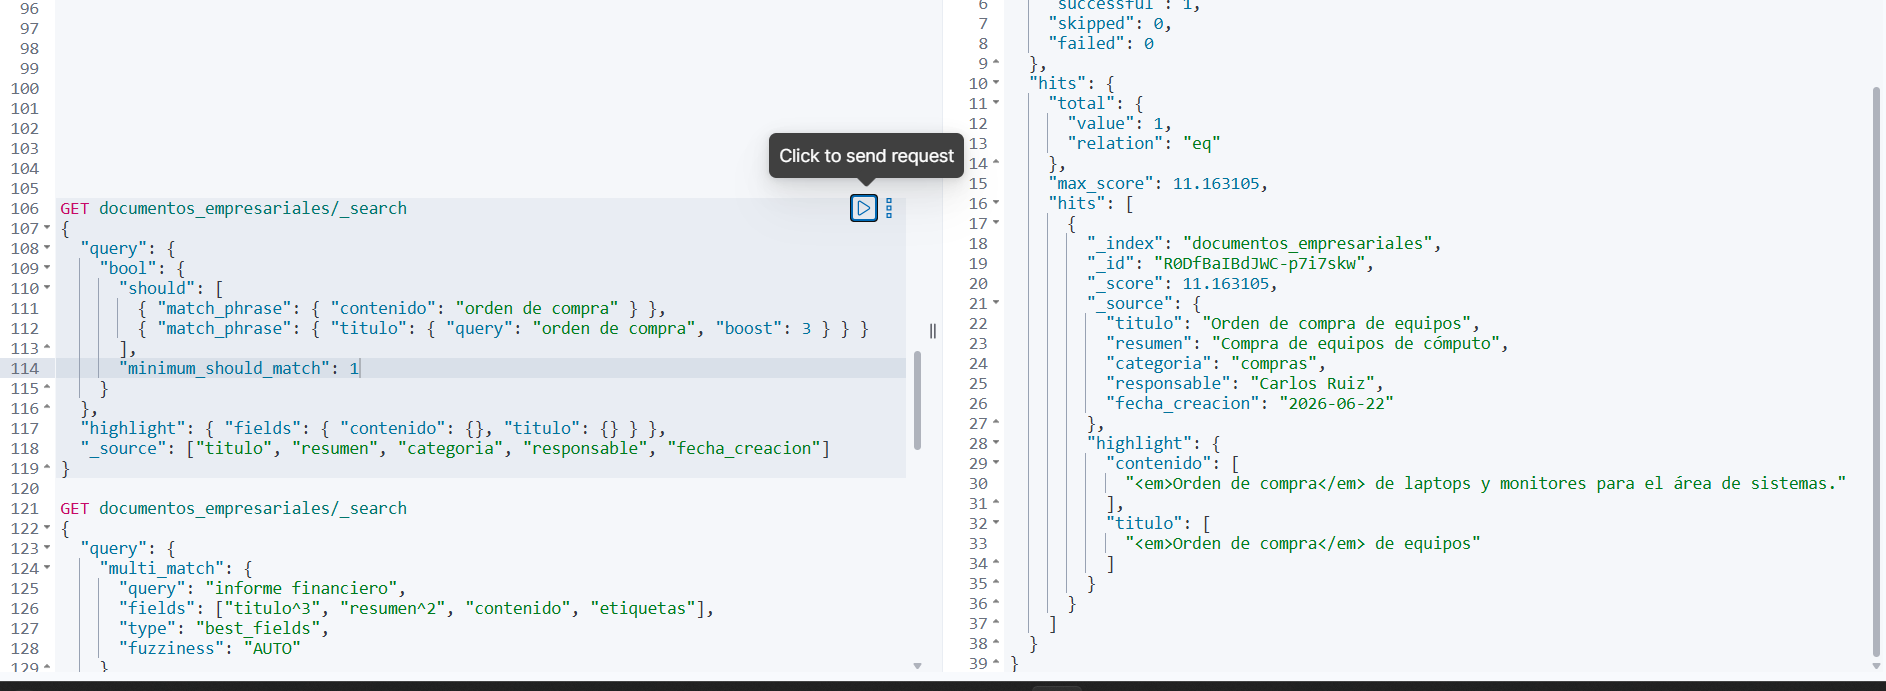 96
97
98
99
100
101
102
103
104
105
106 GET documentos_empresariales/_search
107 {
108 "query": {
109 "bool": {
110 "should": [
111 { "match_phrase": { "contenido": "orden de compra" } },
112 { "match_phrase": { "titulo": { "query": "orden de compra", "boost": 3 } } }
113 ],
114 "minimum_should_match": 1
115 }
116 },
117 "highlight": { "fields": { "contenido": {}, "titulo": {} } },
118 "_source": ["titulo", "resumen", "categoria", "responsable", "fecha_creacion"]
119 }
120
121 GET documentos_empresariales/_search
122 {
123 "query": {
124 "multi_match": {
125 "query": "informe financiero",
126 "fields": ["titulo^3", "resumen^2", "contenido", "etiquetas"],
127 "type": "best_fields",
128 "fuzziness": "AUTO"
129 }
Click to send request
6 "successful": 1,
7 "skipped": 0,
8 "failed": 0
9 },
10 "hits": {
11 "total": {
12 "value": 1,
13 "relation": "eq"
14 },
15 "max_score": 11.163105,
16 "hits": [
17 {
18 "_index": "documentos_empresariales",
19 "_id": "R0DfBaIBdJWC-p7i7skw",
20 "_score": 11.163105,
21 "_source": {
22 "titulo": "Orden de compra de equipos",
23 "resumen": "Compra de equipos de cómputo",
24 "categoria": "compras",
25 "responsable": "Carlos Ruiz",
26 "fecha_creacion": "2026-06-22"
27 },
28 "highlight": {
29 "contenido": [
30 "<em>Orden de compra</em> de laptops y monitores para el área de sistemas."
31 ],
32 "titulo": [
33 "<em>Orden de compra</em> de equipos"
34 ]
35 }
36 }
37 ]
38 }
39 }